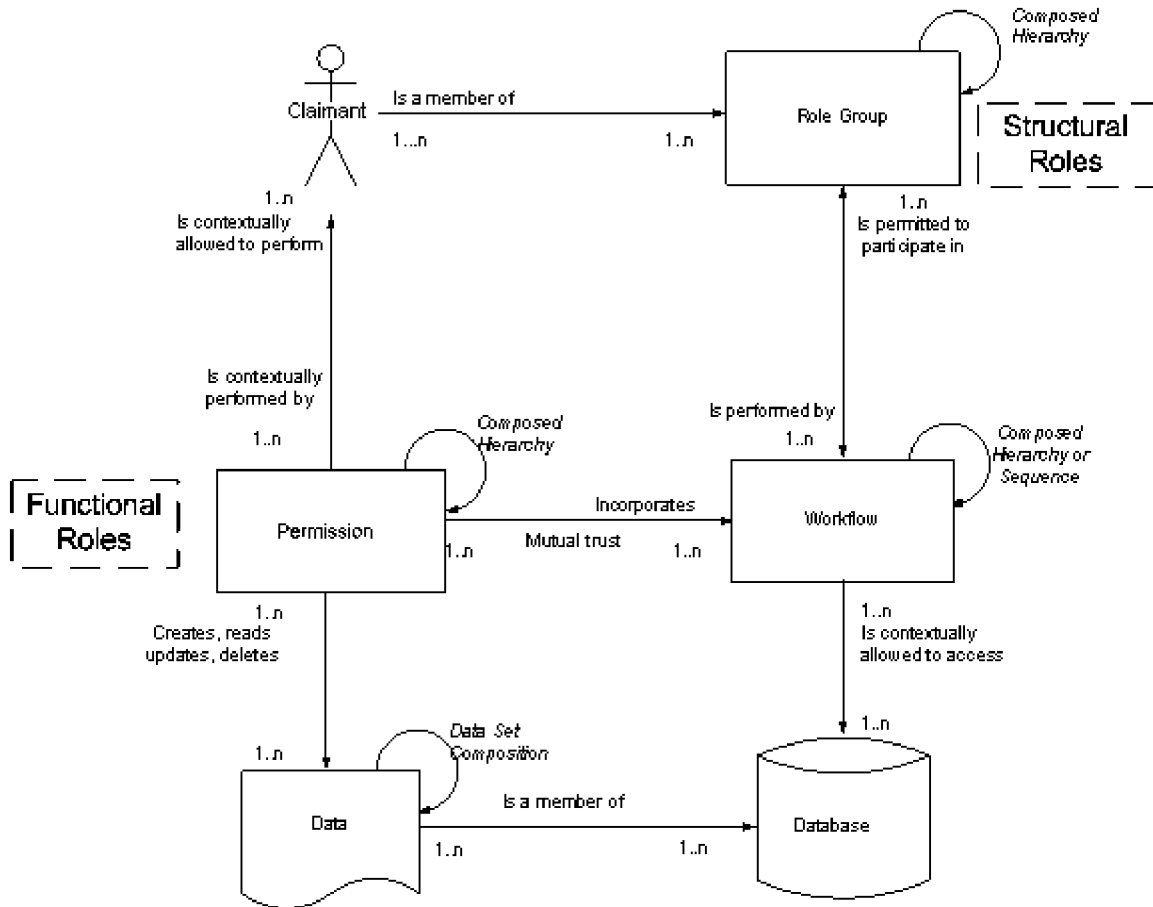 Composed
Hierarchy
Claimant
Is a member of
1...n
1..n
Role Group
Structural
Roles
1..n
Is contextually
allowed to perform
1..n
Is permitted to
participate in
Is contextually
performed by
1..n
Composed
Hierarchy
Is performed by
1..n
Composed
Hierarchy or
Sequence
Functional
Roles
Permission
Incorporates
Mutual trust
1..n
1..n
Workflow
1..n
Creates, reads
updates, deletes
1..n
Is contextually
allowed to access
1..n
Data Set
Composition
1..n
Data
Is a member of
1..n
1..n
Database